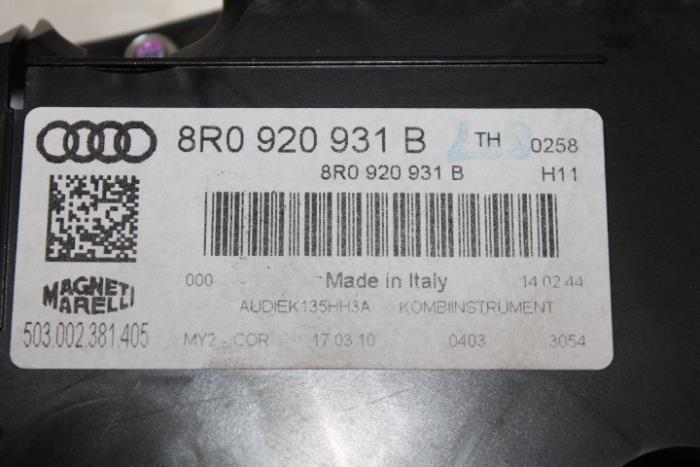 8R0 920 931 B TH 0258
8R0 920 931 B H11
000 Made in Italy 14 02 44
MAGNETI
MARELLI
AUDIEK135HH3A KOMBIINSTRUMENT
503.002.381.405
MY2 - COR 17 03 10 0403 3054